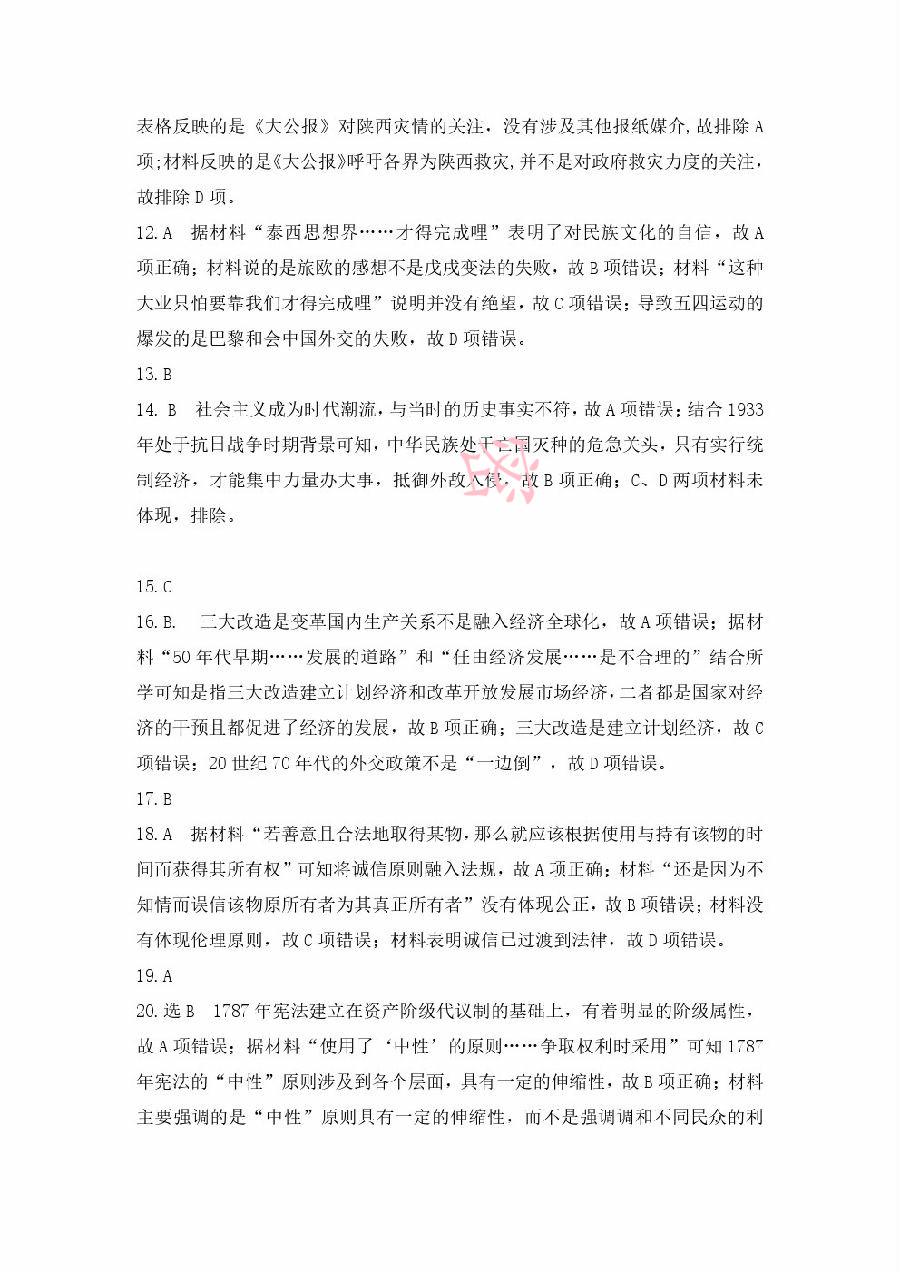 表格反映的是《大公报》对陕西灾情的关注，没有涉及其他报纸媒介,故排除 A
项;材料反映的是《大公报》呼吁各界为陕西救灾,并不是对政府救灾力度的关注,
故排除 D 项。
12.A 据材料“泰西思想界……才得完成哩”表明了对民族文化的自信，故 A
项正确；材料说的是旅欧的感想不是戊戌变法的失败，故 B 项错误；材料“这种
大业只怕要靠我们才得完成哩”说明并没有绝望，故 C 项错误；导致五四运动的
爆发的是巴黎和会中国外交的失败，故 D 项错误。
13.B
14. B 社会主义成为时代潮流,与当时的历史事实不符,故 A 项错误;结合 1933
年处于抗日战争时期背景可知，中华民族处于亡国灭种的危急关头，只有实行统
制经济，才能集中力量办大事，抵御外敌入侵，故 B 项正确；C、D 两项材料未
体现，排除。
15.C
16.B. 三大改造是变革国内生产关系不是融入经济全球化，故 A 项错误；据材
料“50 年代早期……发展的道路”和“任由经济发展……是不合理的”结合所
学可知是指三大改造建立计划经济和改革开放发展市场经济,二者都是国家对经
济的干预且都促进了经济的发展，故 B 项正确；三大改造是建立计划经济，故 C
项错误；20 世纪 70 年代的外交政策不是“一边倒”，故 D 项错误。
17.B
18.A 据材料“若善意且合法地取得某物,那么就应该根据使用与持有该物的时
间而获得其所有权”可知将诚信原则融入法规，故 A 项正确；材料“还是因为不
知情而误信该物原所有者为其真正所有者”没有体现公正，故 B 项错误；材料没
有体现伦理原则，故 C 项错误；材料表明诚信已过渡到法律，故 D 项错误。
19.A
20.选 B 1787 年宪法建立在资产阶级代议制的基础上，有着明显的阶级属性，
故 A 项错误；据材料“使用了‘中性’的原则……争取权利时采用”可知 1787
年宪法的“中性”原则涉及到各个层面，具有一定的伸缩性，故 B 项正确；材料
主要强调的是“中性”原则具有一定的伸缩性，而不是强调调和不同民众的利